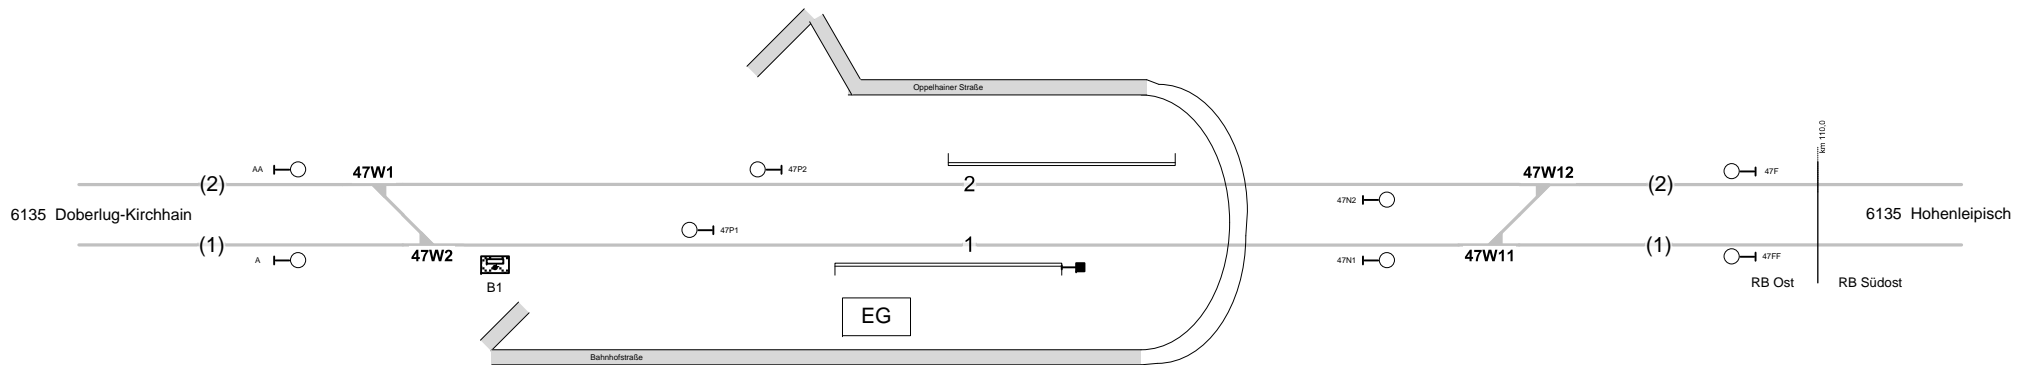 Oppelhainer Straße
km 110,0
AA
47W1
47P2
47W12
47F
(2)
2
(2)
47N2
6135 Doberlug-Kirchhain
6135 Hohenleipisch
47P1
(1)
1
(1)
A
47W2
47N1
47W11
47FF
B1
RB Ost
RB Südost
EG
Bahnhofstraße